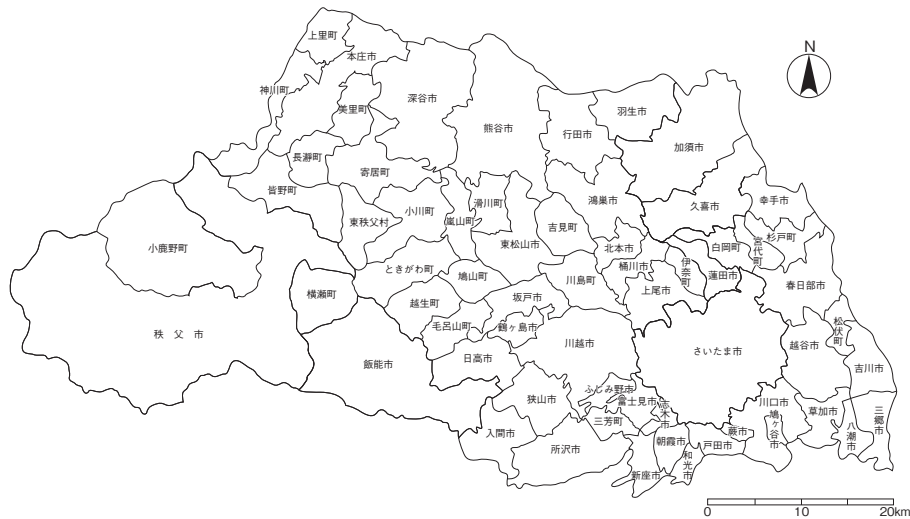 上里町
本庄市
神川町
美里町
深谷市
熊谷市
行田市
羽生市
加須市
長瀞町
寄居町
皆野町
東秩父村
小川町
嵐山町
滑川町
東松山市
吉見町
鴻巣市
久喜市
幸手市
杉戸町
宮代町
白岡町
蓮田市
伊奈町
北本市
桶川市
上尾市
春日部市
小鹿野町
秩父市
横瀬町
ときがわ町
鳩山町
越生町
毛呂山町
坂戸市
鶴ヶ島市
川島町
川越市
日高市
飯能市
さいたま市
松伏町
越谷市
吉川市
狭山市
入間市
所沢市
ふじみ野市
富士見市
三芳町
志木市
朝霞市
新座市
和光市
戸田市
蕨市
川口市
鳩ヶ谷市
草加市
八潮市
三郷市
N
0 10 20km